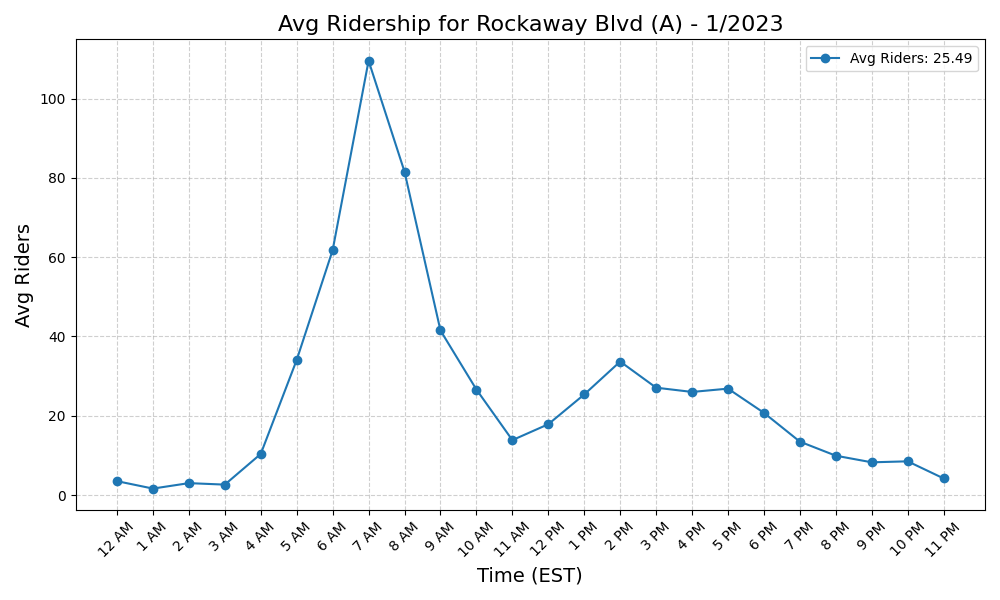 Avg Ridership for Rockaway Blvd (A) - 1/2023
Avg Riders: 25.49
Avg Riders
100
80
60
40
20
0
12 AM
1 AM
2 AM
3 AM
4 AM
5 AM
6 AM
7 AM
8 AM
9 AM
10 AM
11 AM
12 PM
1 PM
2 PM
3 PM
4 PM
5 PM
6 PM
7 PM
8 PM
9 PM
10 PM
11 PM
Time (EST)